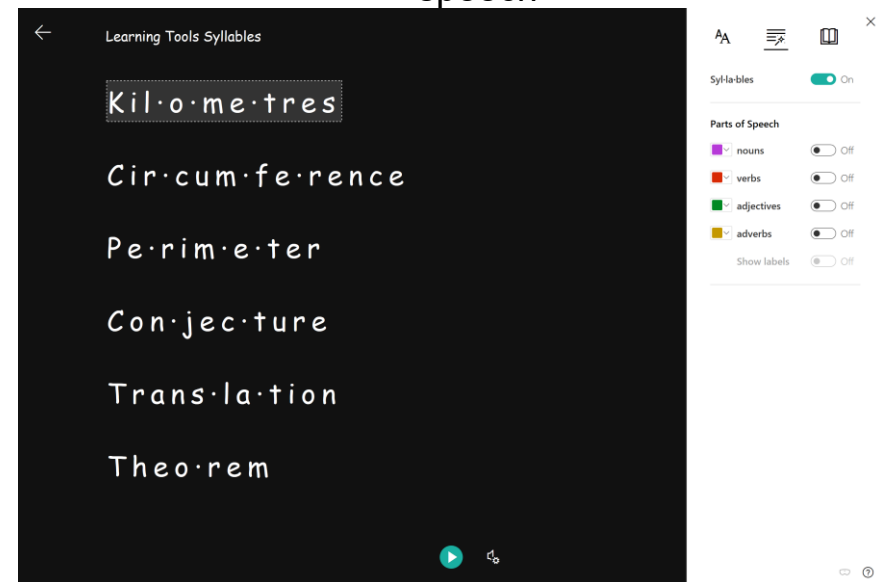 speech
Learning Tools Syllables
Kil·o·me·tres
Cir·cum·fe·rence
Pe·rim·e·ter
Con·jec·ture
Trans·la·tion
Theo·rem
AA
Syl·la·bles On
Parts of Speech
nouns Off
verbs Off
adjectives Off
adverbs Off
Show labels Off